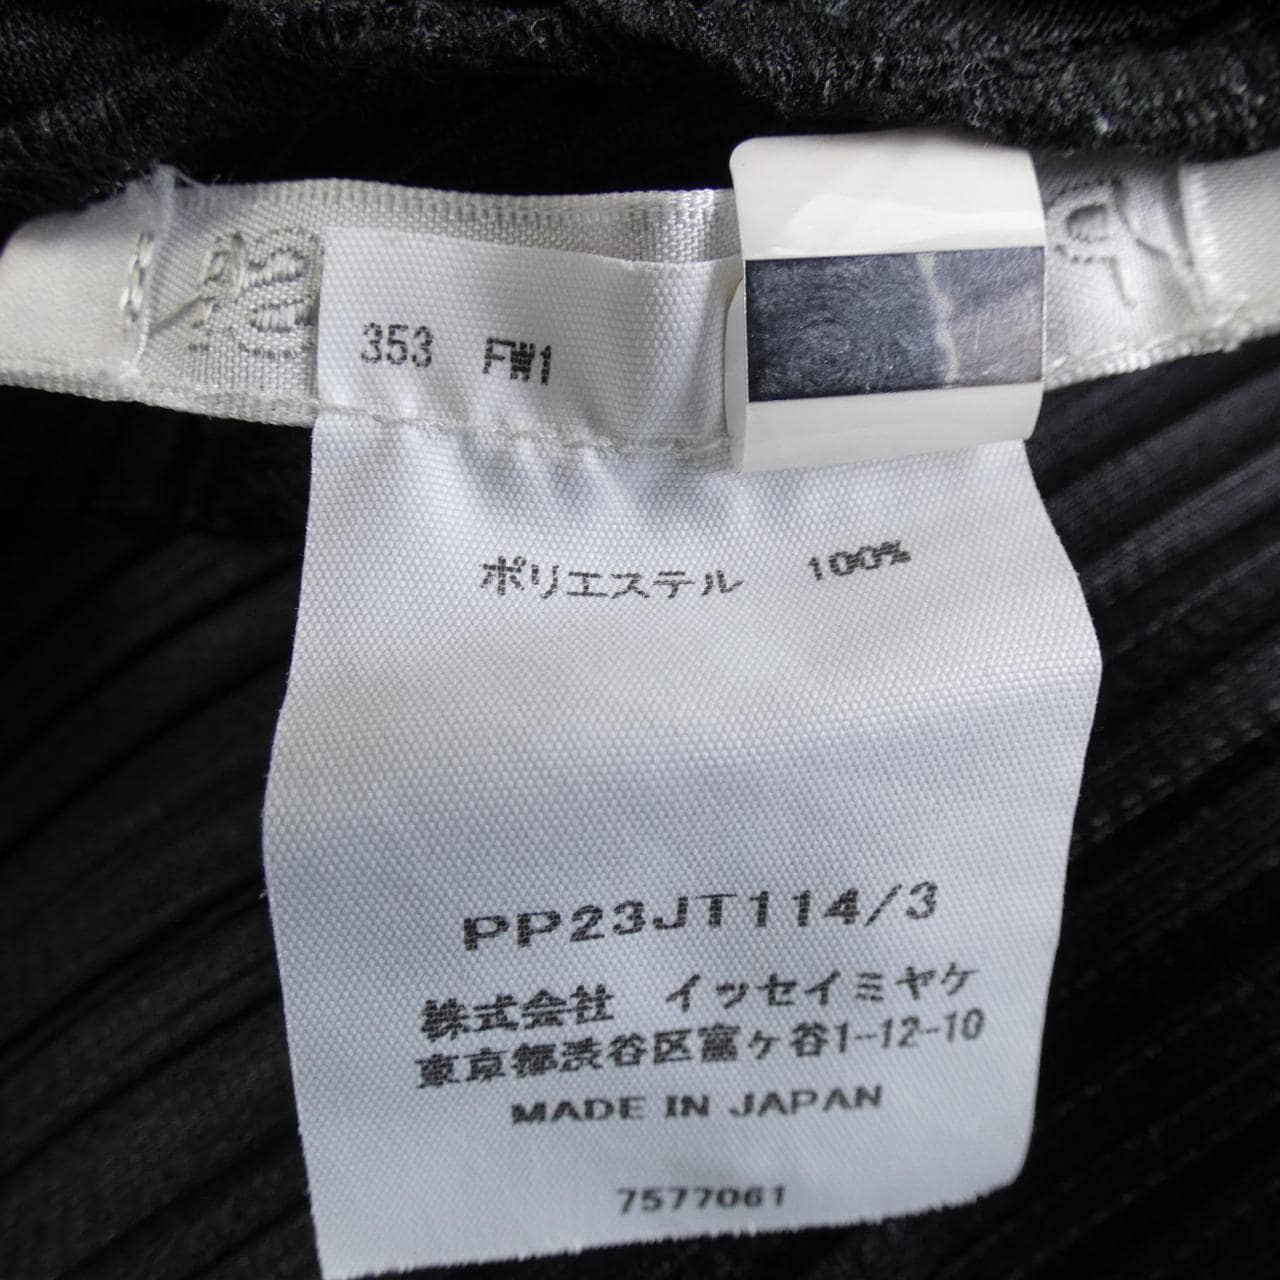 353 FW1
ポリエステル 100%
PP23JT114/3
株式会社 イッセイミヤケ
東京都渋谷区富ヶ谷1-12-10
MADE IN JAPAN
7577061